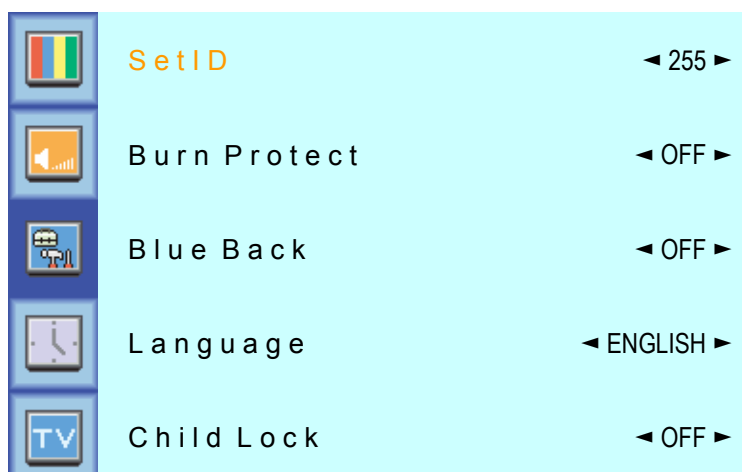 SetID ◄ 255 ►
Burn Protect ◄ OFF ►
Blue Back ◄ OFF ►
Language ◄ ENGLISH ►
TV Child Lock ◄ OFF ►